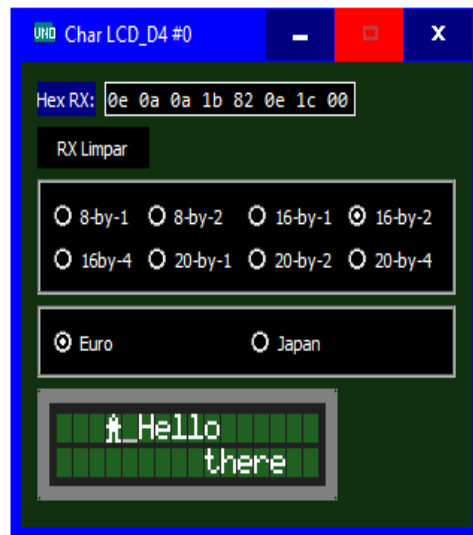 UNO Char LCD_D4 #0 X
Hex RX: 0e 0a 0a 1b 82 0e 1c 00
RX Limpar
8-by-1 8-by-2 16-by-1 16-by-2
16by-4 20-by-1 20-by-2 20-by-4
Euro Japan
_Hello
there